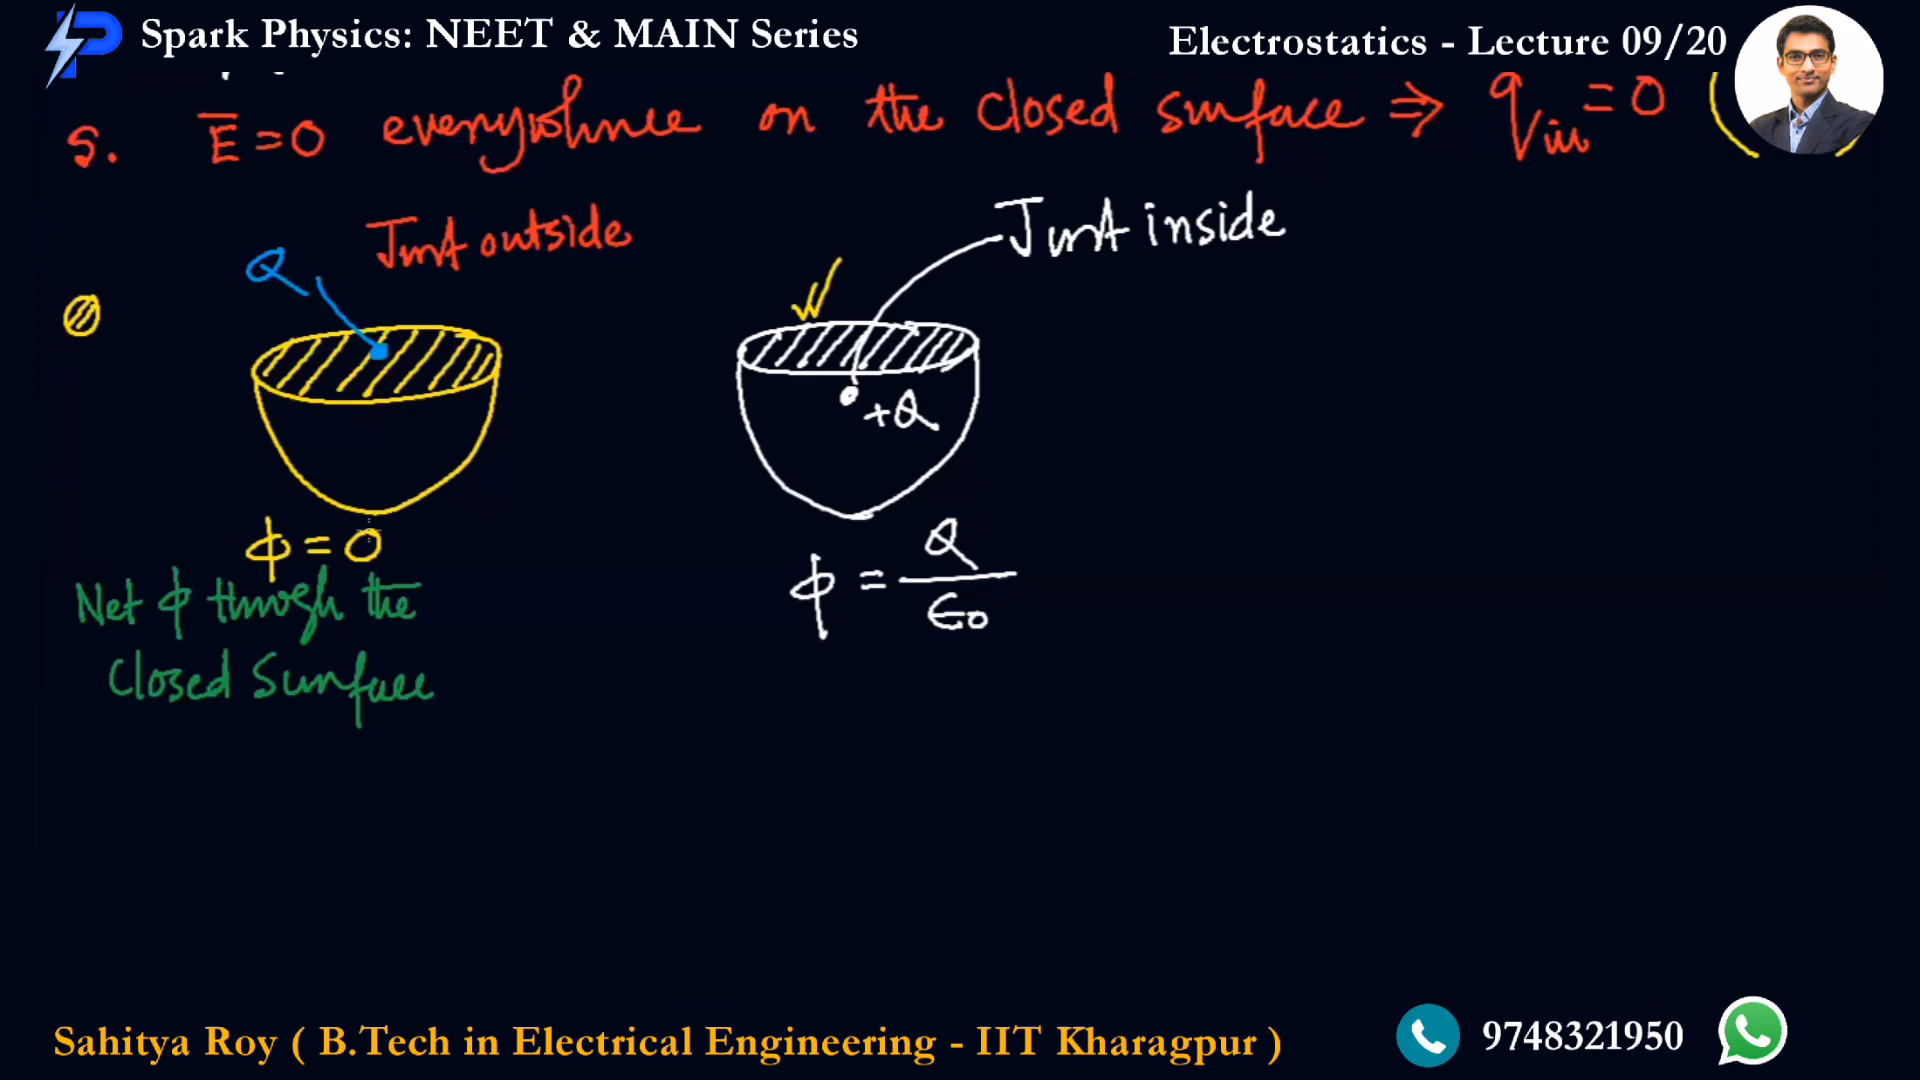 Spark Physics: NEET & MAIN Series
Electrostatics - Lecture 09/20
5. E̅ = 0 everywhere on the closed surface ⇒ q_in = 0 (
Just outside
Just inside
Q
+Q
ϕ = 0
ϕ = Q/ϵ₀
Net ϕ through the
Closed Surface
Sahitya Roy ( B.Tech in Electrical Engineering - IIT Kharagpur )
9748321950